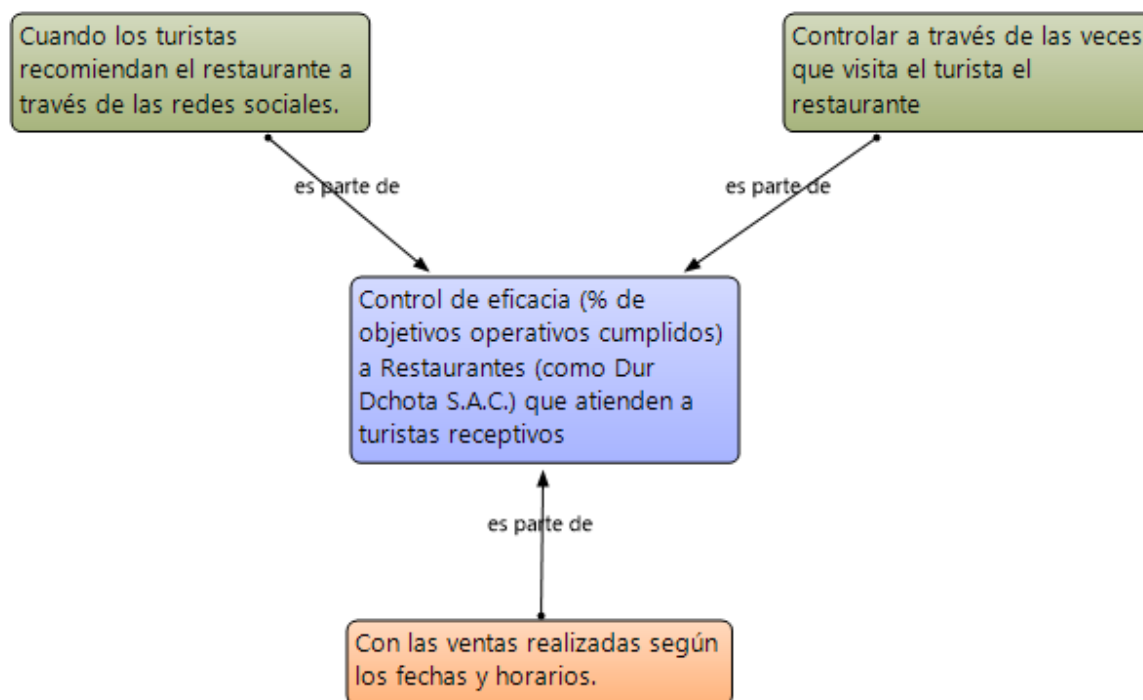 Cuando los turistas
recomiendan el restaurante a
través de las redes sociales.
Controlar a través de las veces
que visita el turista el
restaurante
es parte de
es parte de
Control de eficacia (% de
objetivos operativos cumplidos)
a Restaurantes (como Dur
Dchota S.A.C.) que atienden a
turistas receptivos
es parte de
Con las ventas realizadas según
los fechas y horarios.